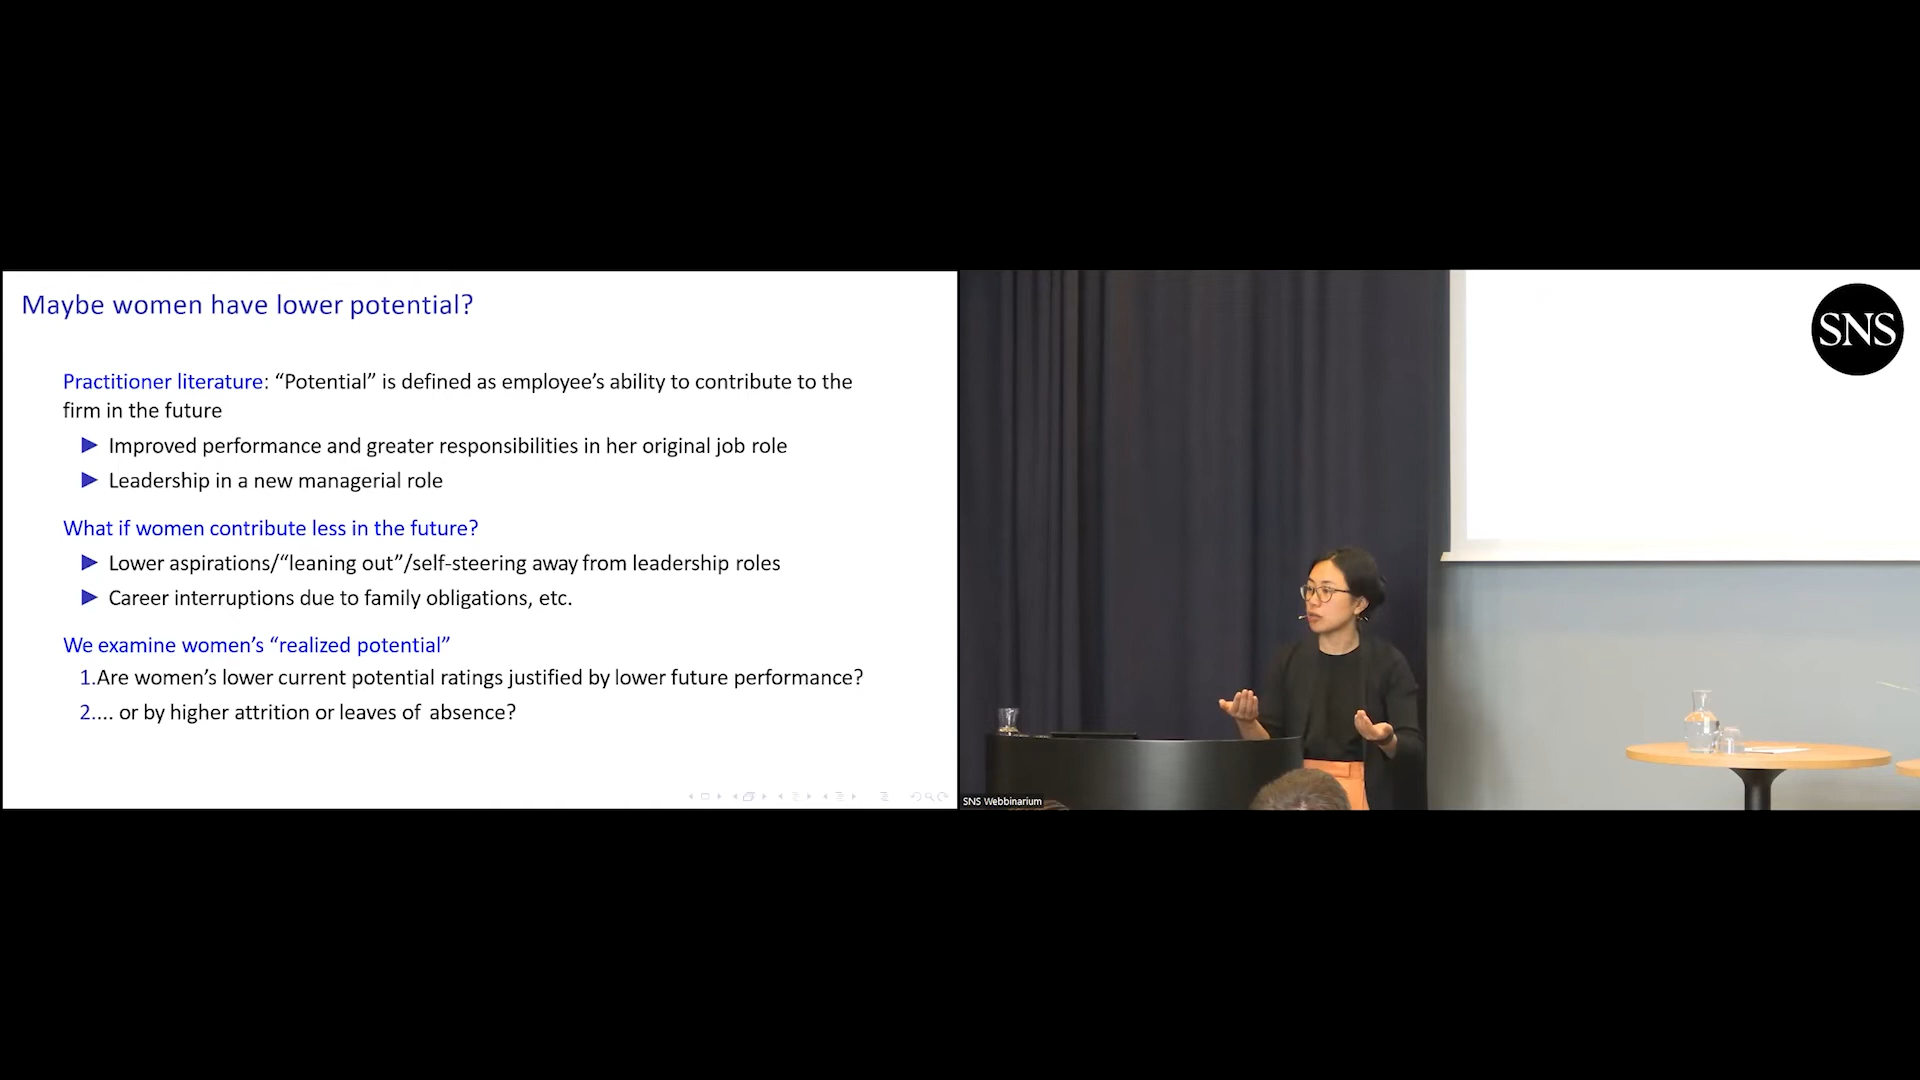 Maybe women have lower potential?
Practitioner literature: “Potential” is defined as employee’s ability to contribute to the
firm in the future
Improved performance and greater responsibilities in her original job role
Leadership in a new managerial role
What if women contribute less in the future?
Lower aspirations/“leaning out”/self-steering away from leadership roles
Career interruptions due to family obligations, etc.
We examine women’s “realized potential”
1.Are women’s lower current potential ratings justified by lower future performance?
2.... or by higher attrition or leaves of absence?
SNS
SNS Webbinarium